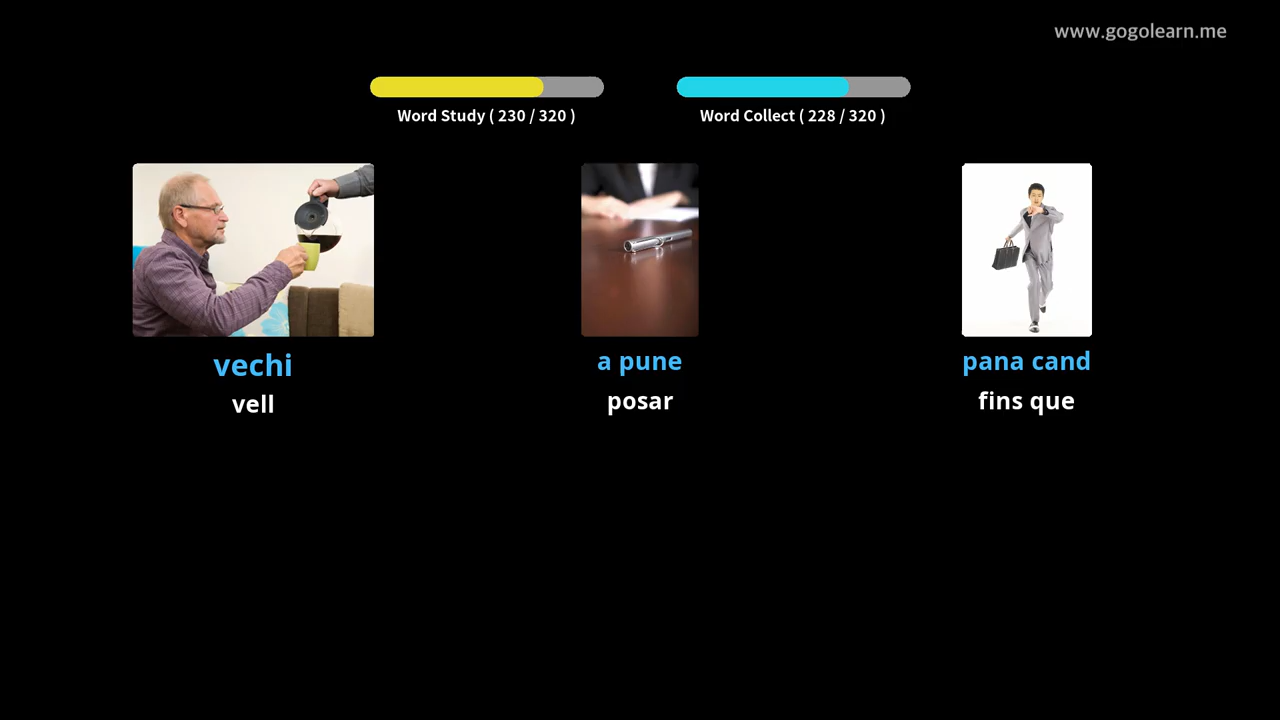 www.gogolearn.me
Word Study ( 230 / 320 )
Word Collect ( 228 / 320 )
vechi
a pune
pana cand
vell
posar
fins que